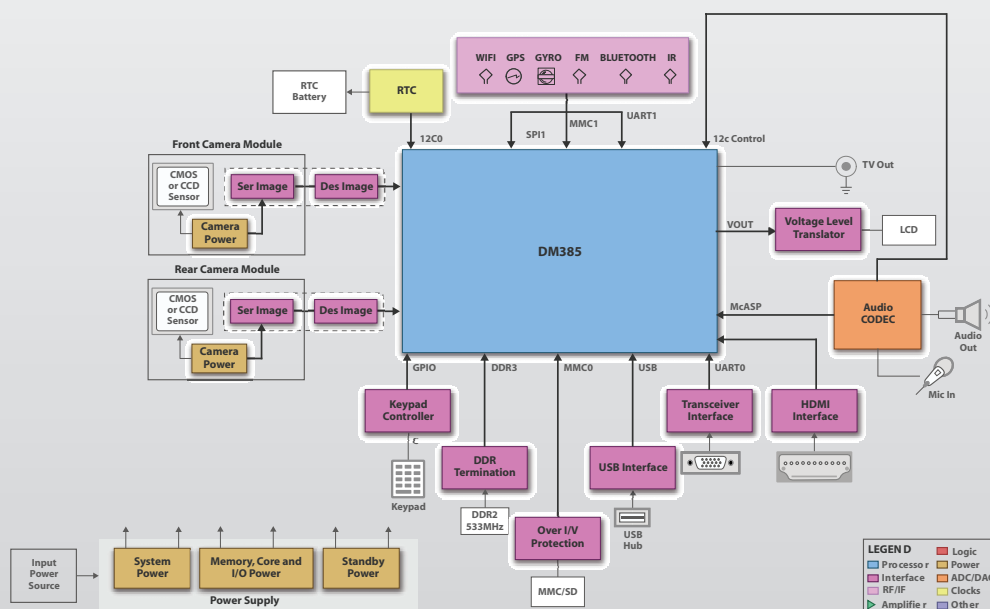 WIFI GPS GYRO FM BLUETOOTH IR
RTC
Battery
RTC
12C0
SPI1
MMC1
UART1
12c Control
Front Camera Module
CMOS
or CCD
Sensor
Ser Image
Des Image
Camera
Power
Rear Camera Module
CMOS
or CCD
Sensor
Ser Image
Des Image
Camera
Power
DM385
TV Out
VOUT
Voltage Level
Translator
LCD
McASP
Audio
CODEC
Audio
Out
Mic In
GPIO
DDR3
MMC0
USB
UART0
Keypad
Controller
Keypad
DDR
Termination
DDR2
533MHz
Over I/V
Protection
MMC/SD
USB Interface
USB
Hub
Transceiver
Interface
HDMI
Interface
Input
Power
Source
System
Power
Memory, Core and
I/O Power
Standby
Power
Power Supply
LEGEND
Processor
Interface
RF/IF
Amplifier
Logic
Power
ADC/DAC
Clocks
Other